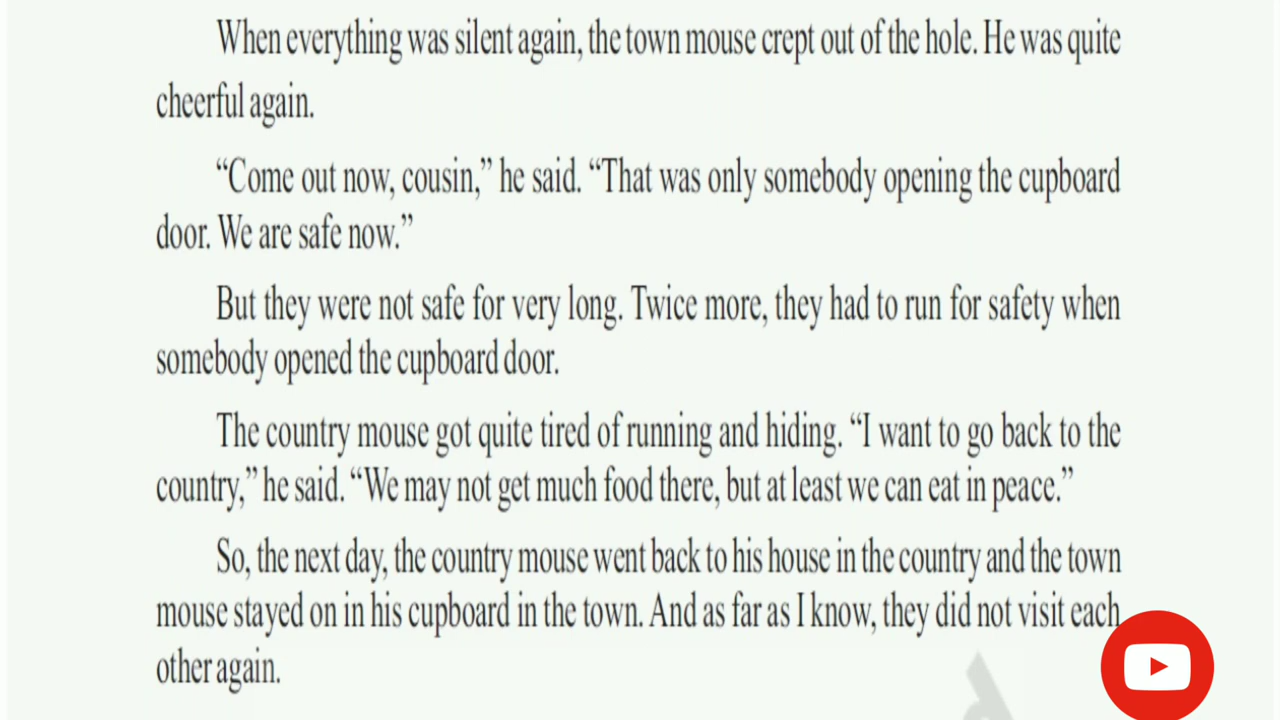 When everything was silent again, the town mouse crept out of the hole. He was quite
cheerful again.
“Come out now, cousin,” he said. “That was only somebody opening the cupboard
door. We are safe now.”
But they were not safe for very long. Twice more, they had to run for safety when
somebody opened the cupboard door.
The country mouse got quite tired of running and hiding. “I want to go back to the
country,” he said. “We may not get much food there, but at least we can eat in peace.”
So, the next day, the country mouse went back to his house in the country and the town
mouse stayed on in his cupboard in the town. And as far as I know, they did not visit each
other again.